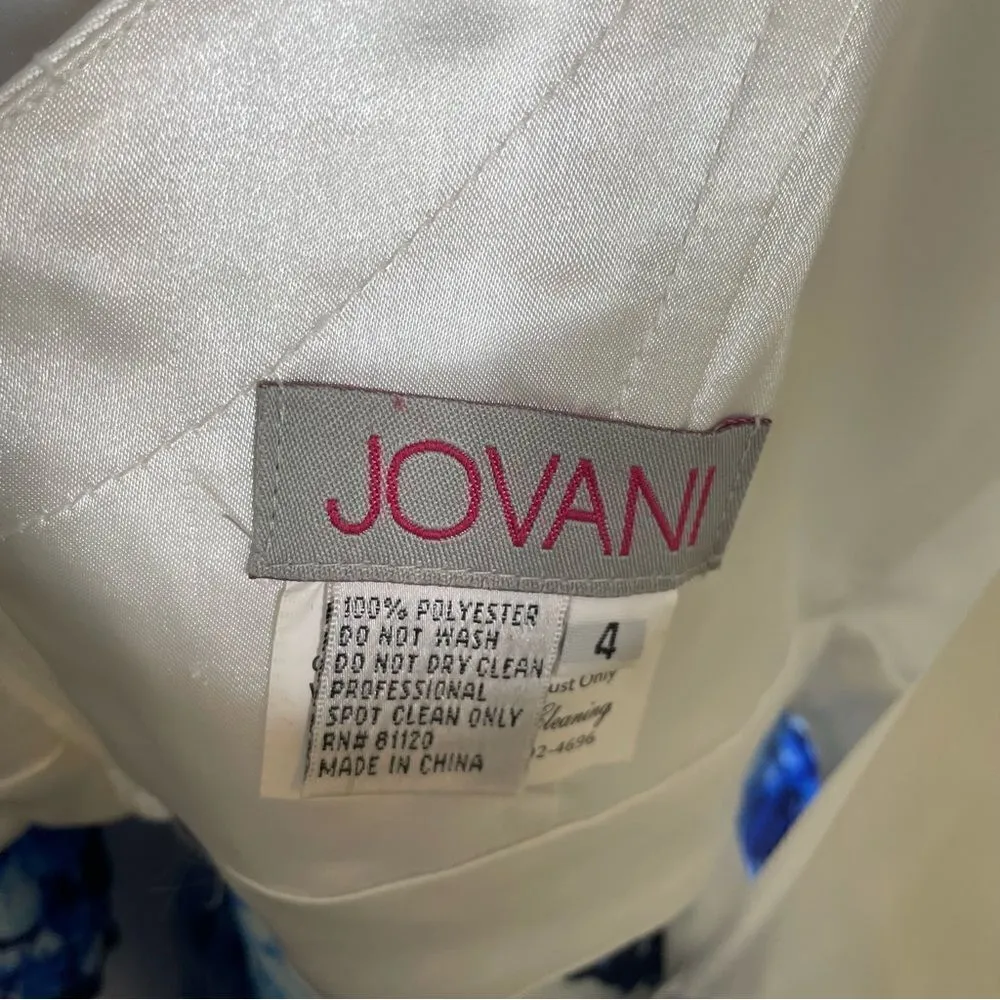 JOVANI
100% POLYESTER
DO NOT WASH
DO NOT DRY CLEAN
PROFESSIONAL
SPOT CLEAN ONLY
RN# 61120
MADE IN CHINA
4
ust Only
Cleaning
2-4696